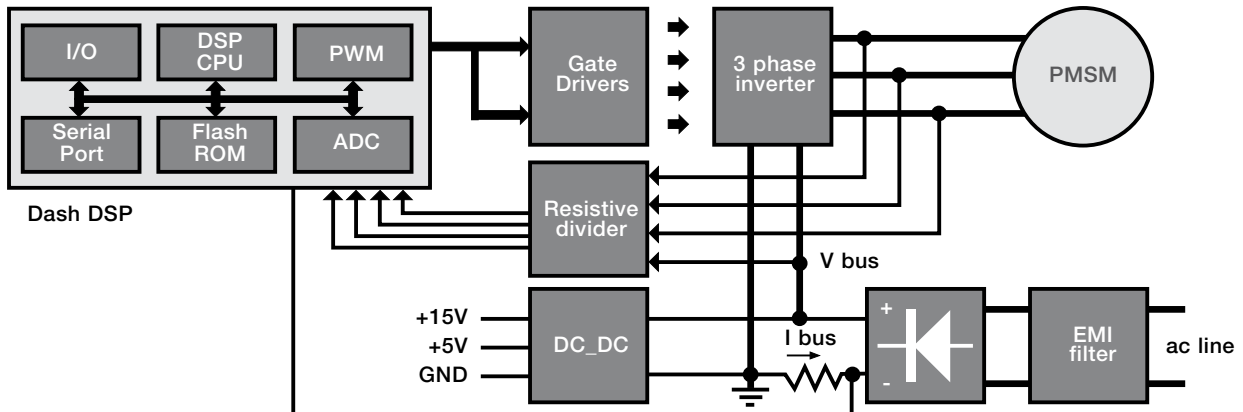 I/O
DSP
CPU
PWM
Serial
Port
Flash
ROM
ADC
Dash DSP
Gate
Drivers
3 phase
inverter
PMSM
Resistive
divider
V bus
+15V
+5V
GND
DC_DC
I bus
+
-
EMI
filter
ac line